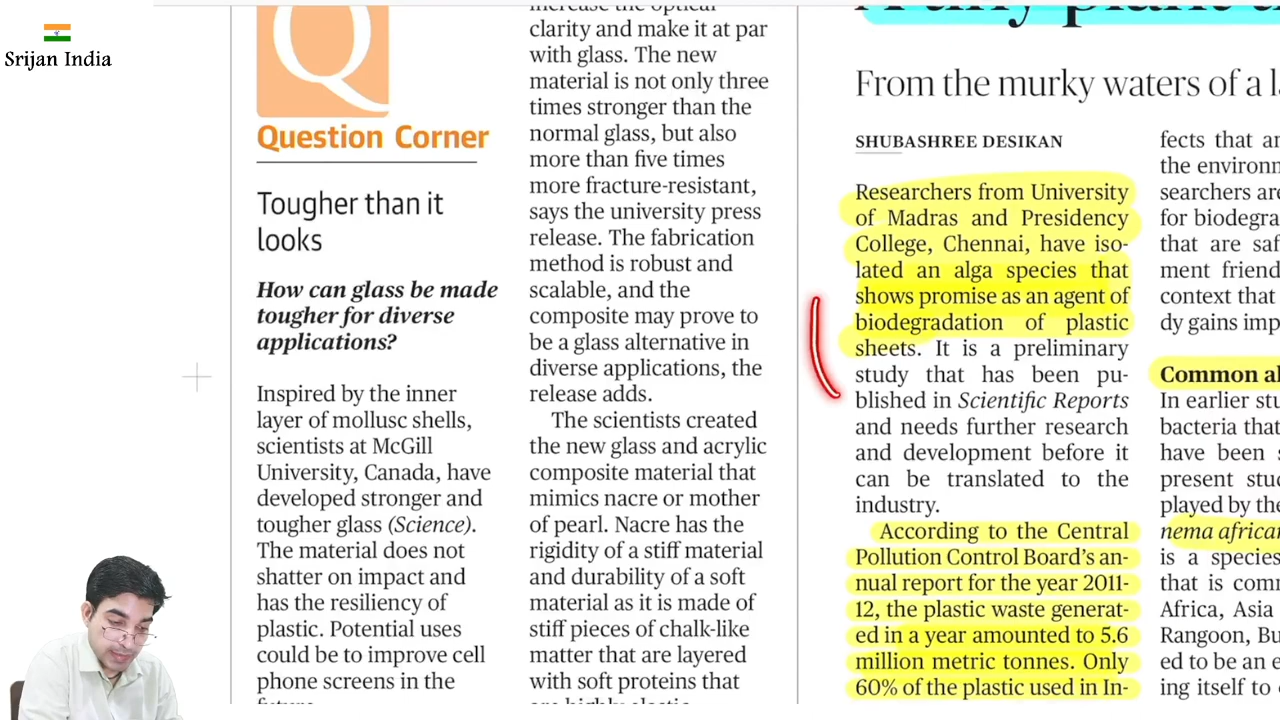 Srijan India
Q
Question Corner
Tougher than it
looks
How can glass be made
tougher for diverse
applications?
Inspired by the inner
layer of mollusc shells,
scientists at McGill
University, Canada, have
developed stronger and
tougher glass (Science).
The material does not
shatter on impact and
has the resiliency of
plastic. Potential uses
could be to improve cell
phone screens in the
increase the optical
clarity and make it at par
with glass. The new
material is not only three
times stronger than the
normal glass, but also
more than five times
more fracture-resistant,
says the university press
release. The fabrication
method is robust and
scalable, and the
composite may prove to
be a glass alternative in
diverse applications, the
release adds.
The scientists created
the new glass and acrylic
composite material that
mimics nacre or mother
of pearl. Nacre has the
rigidity of a stiff material
and durability of a soft
material as it is made of
stiff pieces of chalk-like
matter that are layered
with soft proteins that
are highly elastic.
A tiny plant
From the murky waters of a l
SHUBASHREE DESIKAN
Researchers from University
of Madras and Presidency
College, Chennai, have iso-
lated an alga species that
shows promise as an agent of
biodegradation of plastic
sheets. It is a preliminary
study that has been pu-
blished in Scientific Reports
and needs further research
and development before it
can be translated to the
industry.
According to the Central
Pollution Control Board's an-
nual report for the year 2011-
12, the plastic waste generat-
ed in a year amounted to 5.6
million metric tonnes. Only
60% of the plastic used in In-
fects that ar
the environm
searchers are
for biodegra
that are saf
ment friend
context that
dy gains imp
Common al
In earlier stu
bacteria that
have been s
present stud
played by the
nema african
is a species
that is comm
Africa, Asia
Rangoon, Bu
ed to be an e
ing itself to